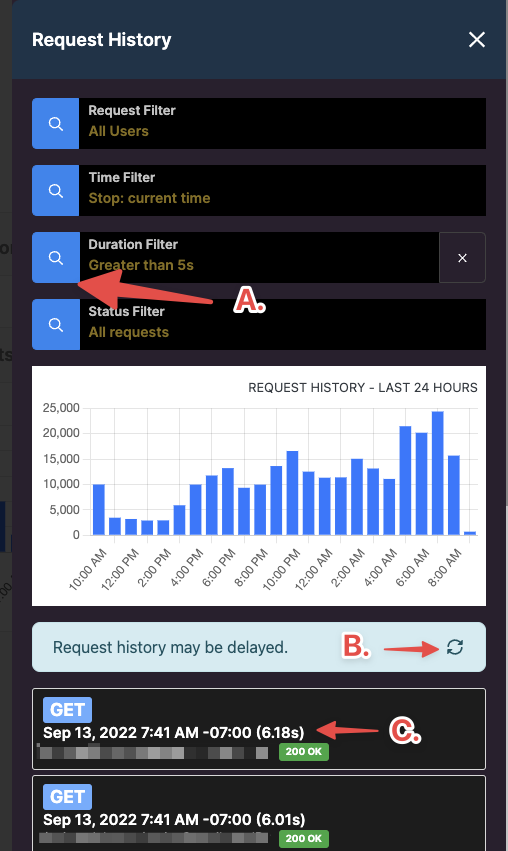 Request History
Request Filter
All Users
Time Filter
Stop: current time
Duration Filter
Greater than 5s
A.
Status Filter
All requests
REQUEST HISTORY - LAST 24 HOURS
25,000
20,000
15,000
10,000
5,000
0
10:00 AM 12:00 PM 2:00 PM 4:00 PM 6:00 PM 8:00 PM 10:00 PM 12:00 AM 2:00 AM 4:00 AM 6:00 AM 8:00 AM
Request history may be delayed. B.
GET
Sep 13, 2022 7:41 AM -07:00 (6.18s) C.
200 OK
GET
Sep 13, 2022 7:41 AM -07:00 (6.01s)
200 OK